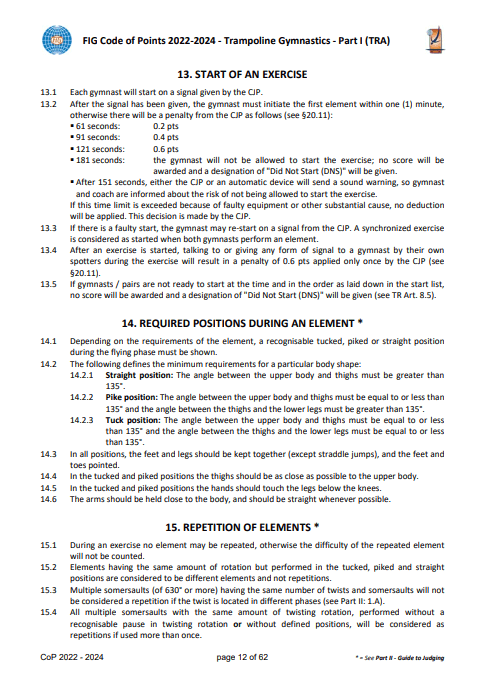 FIG Code of Points 2022-2024 - Trampoline Gymnastics - Part I (TRA)
13. START OF AN EXERCISE
13.1 Each gymnast will start on a signal given by the CJP.
13.2 After the signal has been given, the gymnast must initiate the first element within one (1) minute,
otherwise there will be a penalty from the CJP as follows (see §20.11):
▪ 61 seconds: 0.2 pts
▪ 91 seconds: 0.4 pts
▪ 121 seconds: 0.6 pts
▪ 181 seconds: the gymnast will not be allowed to start the exercise; no score will be
awarded and a designation of "Did Not Start (DNS)" will be given.
▪ After 151 seconds, either the CJP or an automatic device will send a sound warning, so gymnast
and coach are informed about the risk of not being allowed to start the exercise.
If this time limit is exceeded because of faulty equipment or other substantial cause, no deduction
will be applied. This decision is made by the CJP.
13.3 If there is a faulty start, the gymnast may re-start on a signal from the CJP. A synchronized exercise
is considered as started when both gymnasts perform an element.
13.4 After an exercise is started, talking to or giving any form of signal to a gymnast by their own
spotters during the exercise will result in a penalty of 0.6 pts applied only once by the CJP (see
§20.11).
13.5 If gymnasts / pairs are not ready to start at the time and in the order as laid down in the start list,
no score will be awarded and a designation of "Did Not Start (DNS)" will be given (see TR Art. 8.5).
14. REQUIRED POSITIONS DURING AN ELEMENT *
14.1 Depending on the requirements of the element, a recognisable tucked, piked or straight position
during the flying phase must be shown.
14.2 The following defines the minimum requirements for a particular body shape:
14.2.1 Straight position: The angle between the upper body and thighs must be greater than
135°.
14.2.2 Pike position: The angle between the upper body and thighs must be equal to or less than
135° and the angle between the thighs and the lower legs must be greater than 135°.
14.2.3 Tuck position: The angle between the upper body and thighs must be equal to or less
than 135° and the angle between the thighs and the lower legs must be equal to or less
than 135°.
14.3 In all positions, the feet and legs should be kept together (except straddle jumps), and the feet and
toes pointed.
14.4 In the tucked and piked positions the thighs should be as close as possible to the upper body.
14.5 In the tucked and piked positions the hands should touch the legs below the knees.
14.6 The arms should be held close to the body, and should be straight whenever possible.
15. REPETITION OF ELEMENTS *
15.1 During an exercise no element may be repeated, otherwise the difficulty of the repeated element
will not be counted.
15.2 Elements having the same amount of rotation but performed in the tucked, piked and straight
positions are considered to be different elements and not repetitions.
15.3 Multiple somersaults (of 630° or more) having the same number of twists and somersaults will not
be considered a repetition if the twist is located in different phases (see Part II: 1.A).
15.4 All multiple somersaults with the same amount of twisting rotation, performed without a
recognisable pause in twisting rotation or without defined positions, will be considered as
repetitions if used more than once.
CoP 2022 - 2024 page 12 of 62 * = See Part II - Guide to Judging